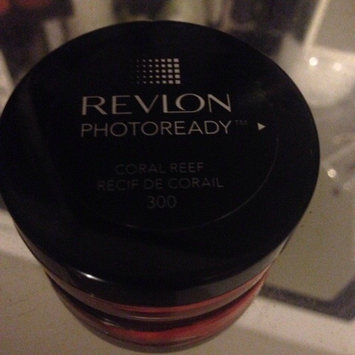 REVLON
PHOTOREADY™
CORAL REEF
RÉCIF DE CORAIL
300